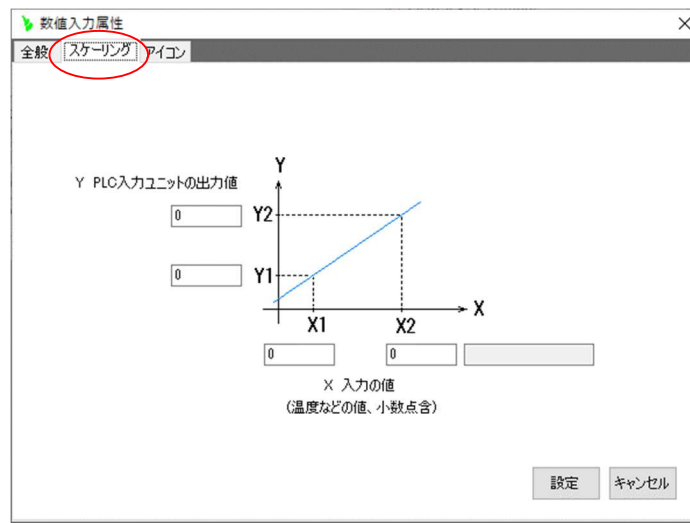 数値入力属性
全般 スケーリング アイコン
Y
Y PLC入力ユニットの出力値
0 Y2
0 Y1
X
X1 X2
0 0
X 入力の値
(温度などの値、小数点含)
設定 キャンセル